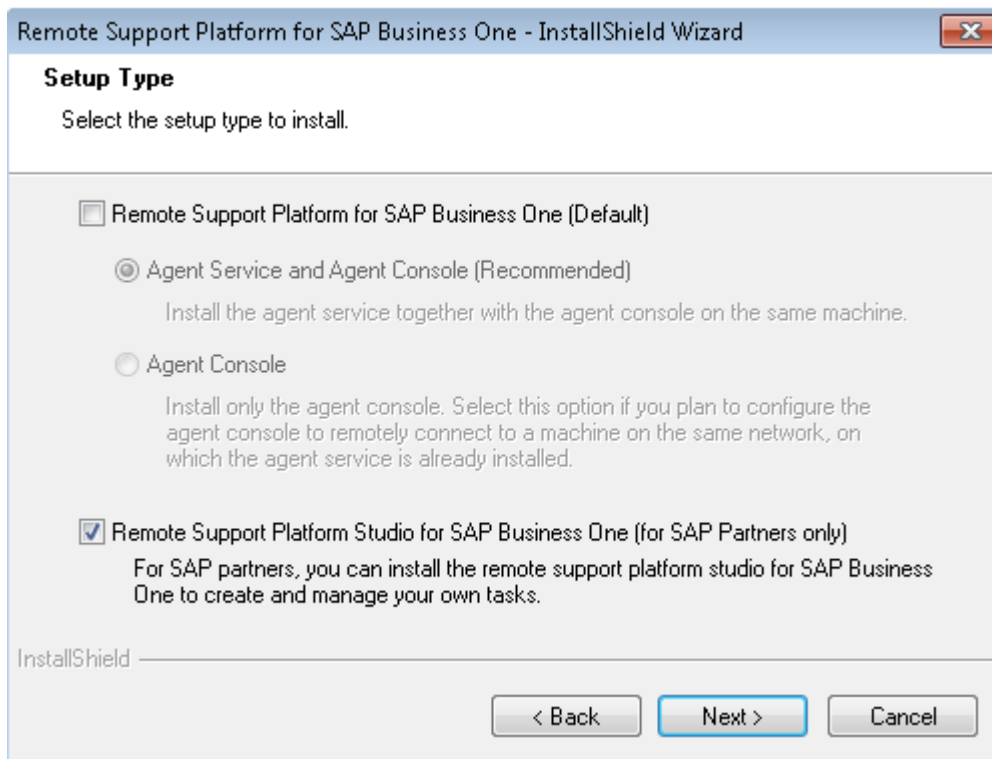 Remote Support Platform for SAP Business One - InstallShield Wizard
Setup Type
Select the setup type to install.
Remote Support Platform for SAP Business One (Default)
Agent Service and Agent Console (Recommended)
Install the agent service together with the agent console on the same machine.
Agent Console
Install only the agent console. Select this option if you plan to configure the
agent console to remotely connect to a machine on the same network, on
which the agent service is already installed.
Remote Support Platform Studio for SAP Business One (for SAP Partners only)
For SAP partners, you can install the remote support platform studio for SAP Business
One to create and manage your own tasks.
InstallShield
< Back Next > Cancel